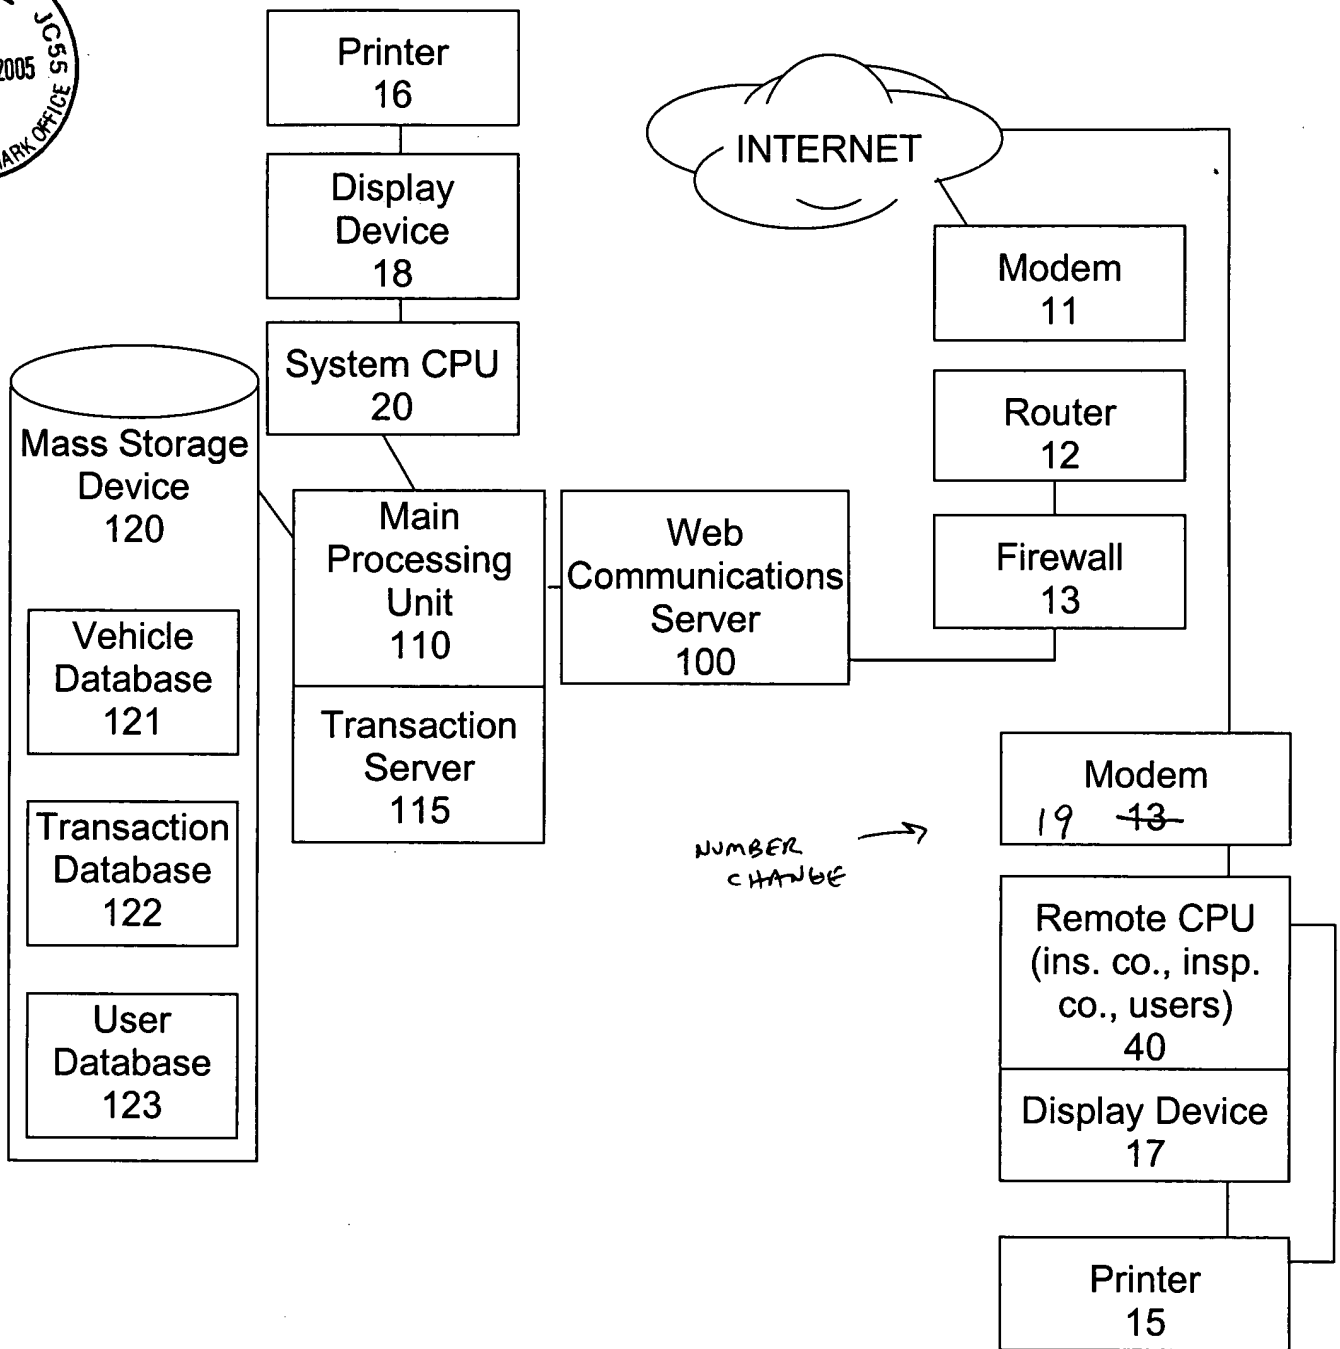 JC55
2005
ARK OFFICE
Printer
16
Display
Device
18
System CPU
20
INTERNET
Modem
11
Router
12
Firewall
13
Mass Storage
Device
120
Vehicle
Database
121
Transaction
Database
122
User
Database
123
Main
Processing
Unit
110
Transaction
Server
115
Web
Communications
Server
100
NUMBER
CHANGE
Modem
19 13
Remote CPU
(ins. co., insp.
co., users)
40
Display Device
17
Printer
15